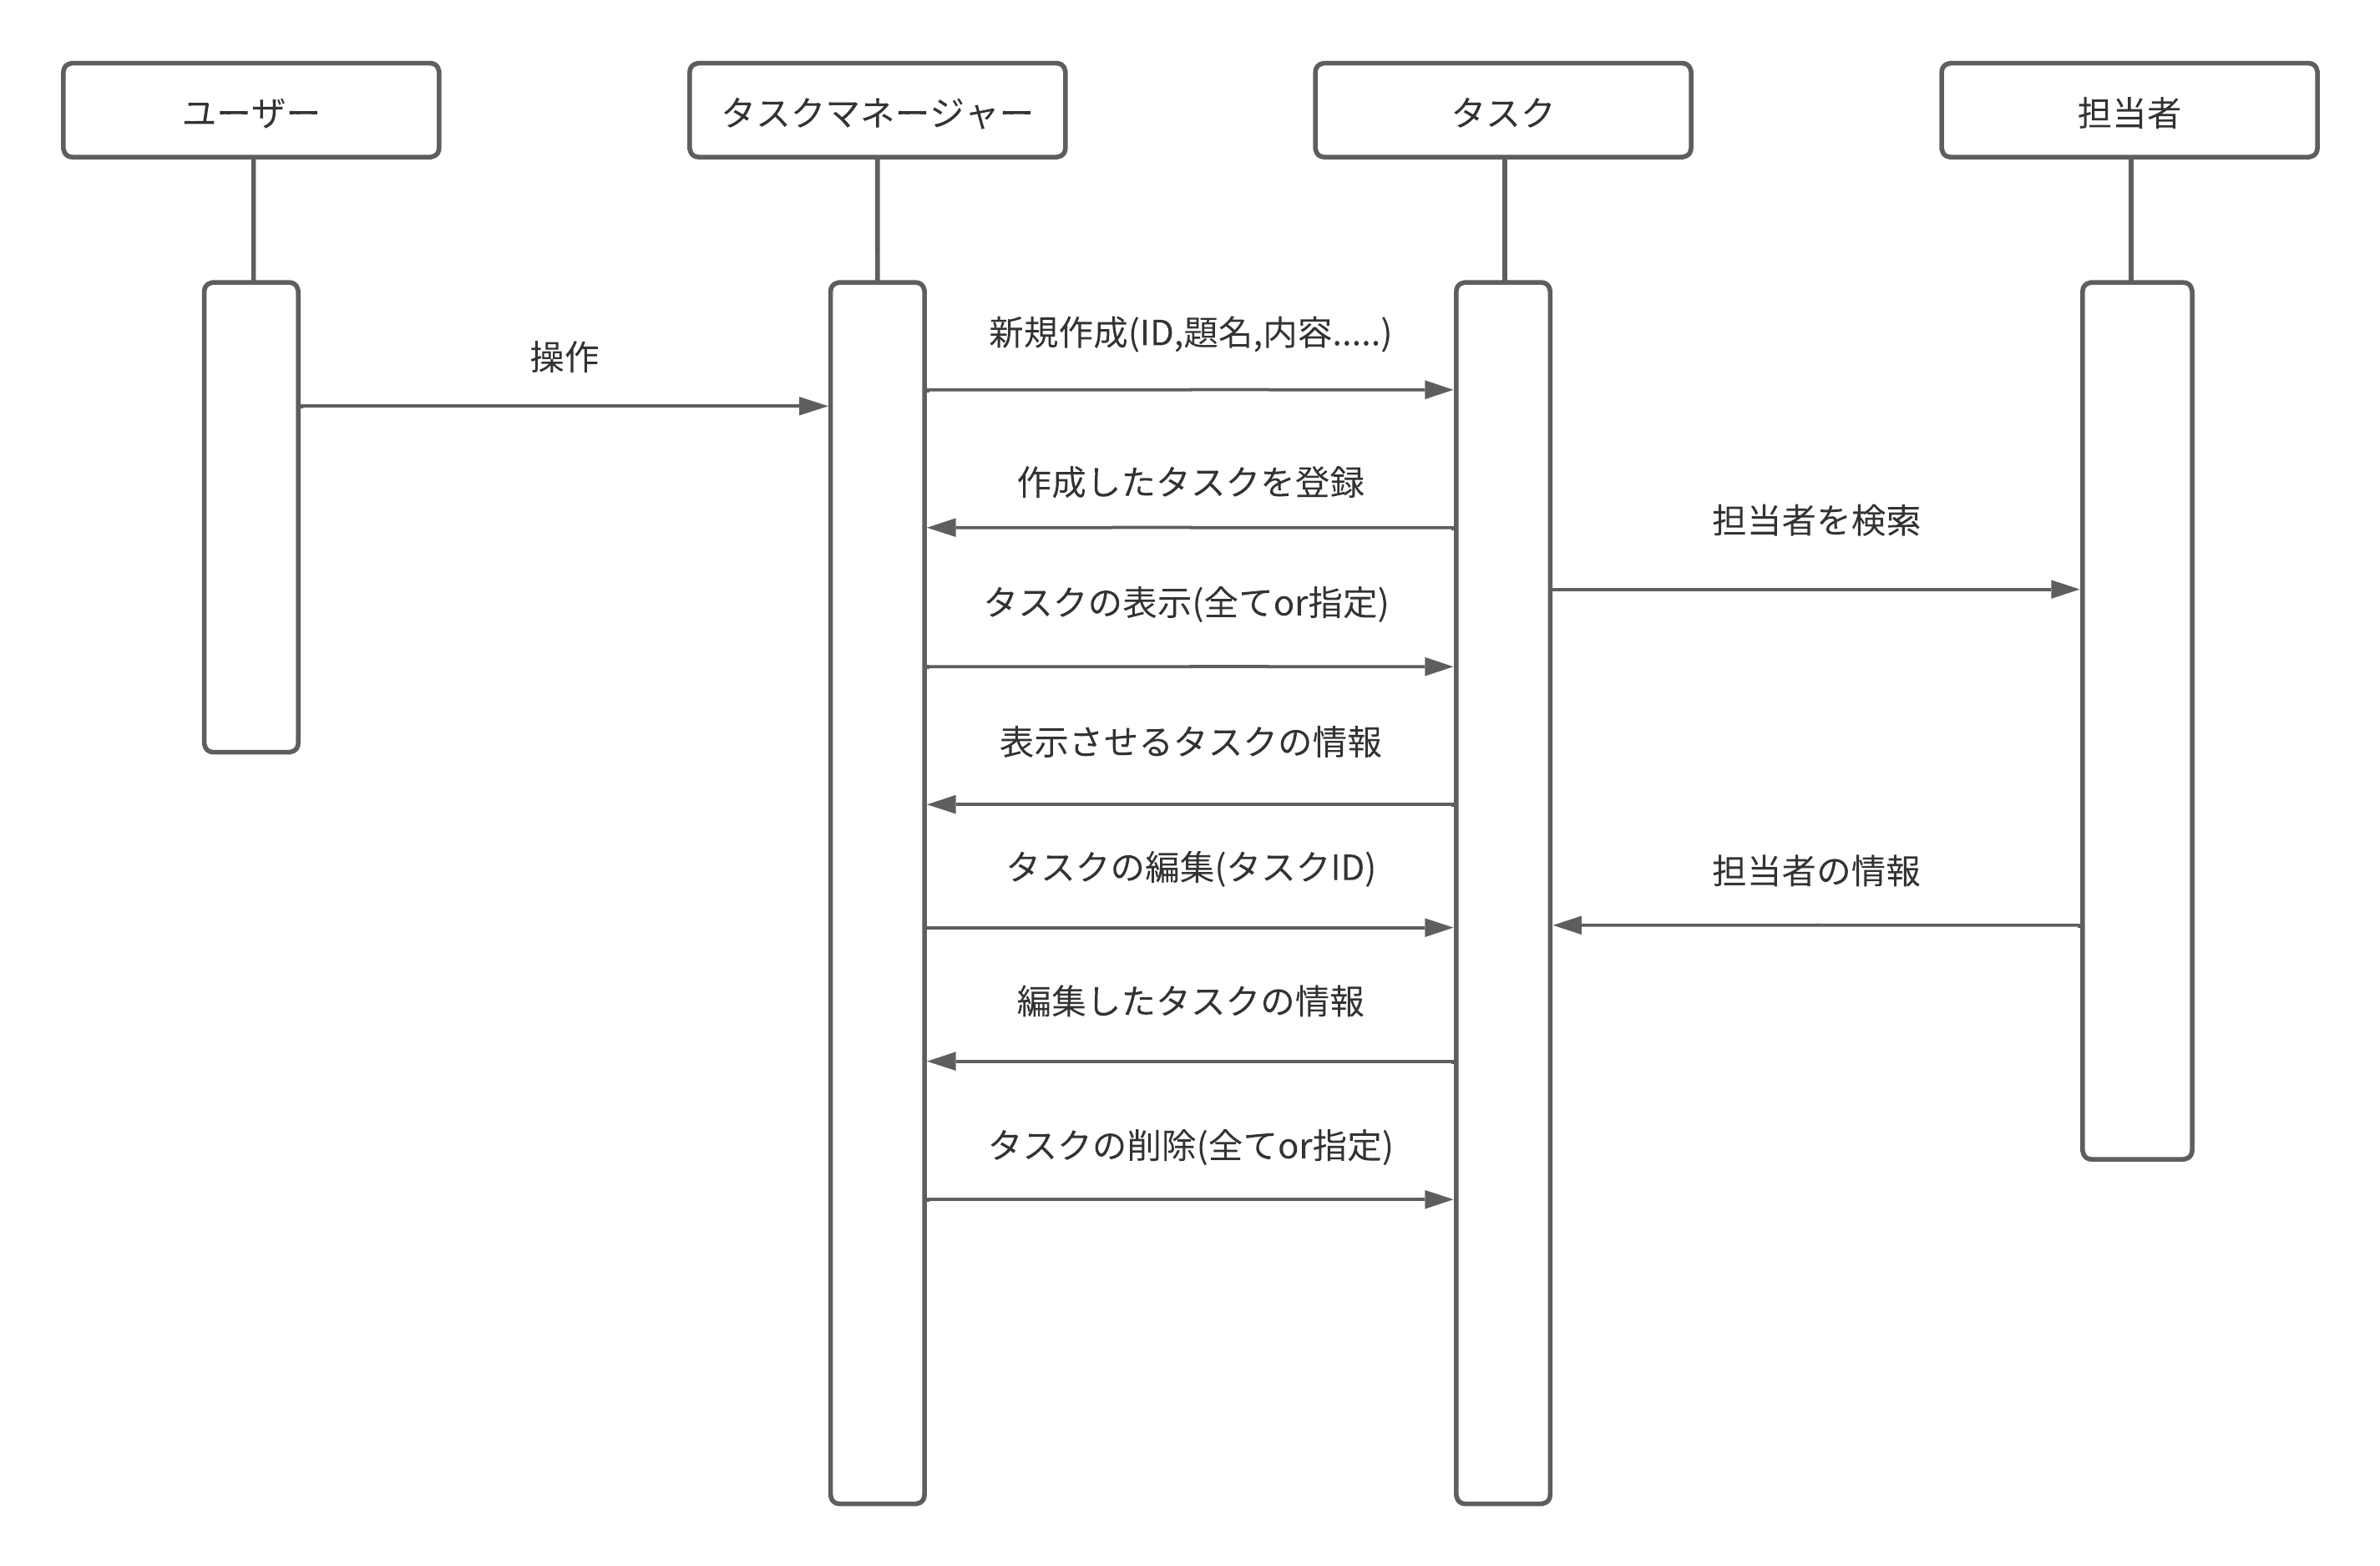 ユーザー
タスクマネージャー
タスク
担当者
操作
新規作成(ID,題名,内容.....)
作成したタスクを登録
担当者を検索
タスクの表示(全てor指定)
表示させるタスクの情報
タスクの編集(タスクID)
担当者の情報
編集したタスクの情報
タスクの削除(全てor指定)